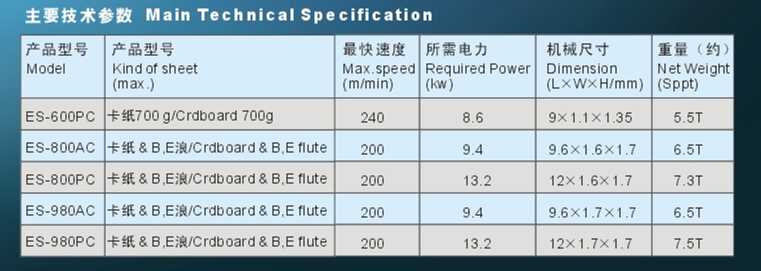 主要技术参数 Main Technical Specification
产品型号 产品型号 最快速度 所需电力 机械尺寸 重量（约）
Model Kind of sheet Max.speed Required Power Dimension Net Weight
(max.) (m/min) (kw) (L×W×H/mm) (Sppt)
ES-600PC 卡纸700 g/Crdboard 700g 240 8.6 9×1.1×1.35 5.5T
ES-800AC 卡纸 & B,E浪/Crdboard & B,E flute 200 9.4 9.6×1.6×1.7 6.5T
ES-800PC 卡纸 & B,E浪/Crdboard & B,E flute 200 13.2 12×1.6×1.7 7.3T
ES-980AC 卡纸 & B,E浪/Crdboard & B,E flute 200 9.4 9.6×1.7×1.7 6.5T
ES-980PC 卡纸 & B,E浪/Crdboard & B,E flute 200 13.2 12×1.7×1.7 7.5T